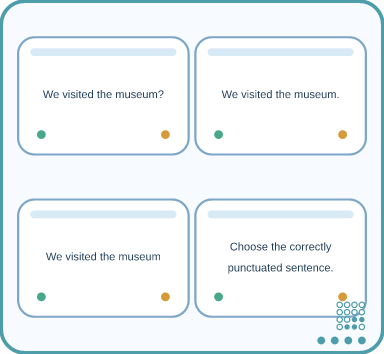 We visited the museum?
We visited the museum.
We visited the museum
Choose the correctly
punctuated sentence.